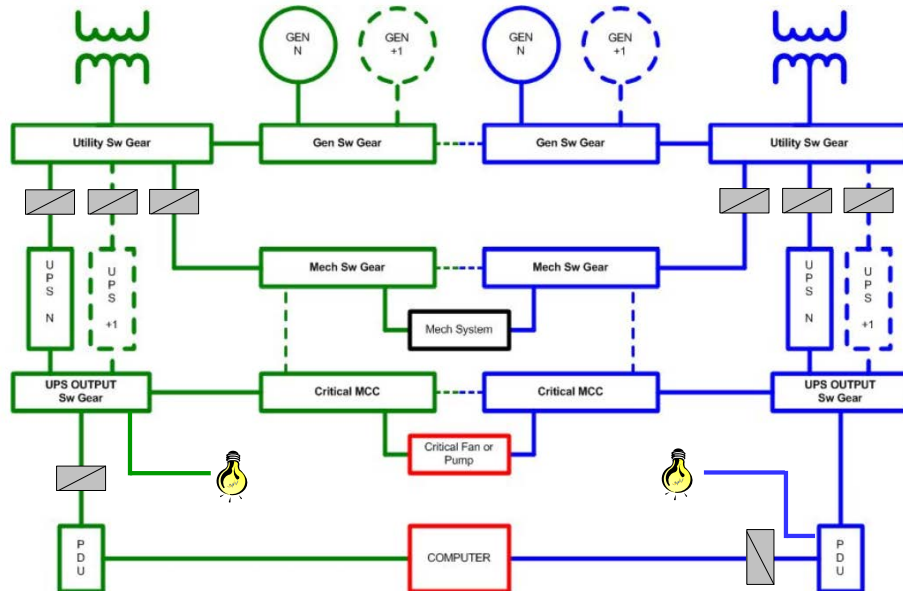 GEN
N
GEN
+1
GEN
N
GEN
+1
Utility Sw Gear
Gen Sw Gear
Gen Sw Gear
Utility Sw Gear
U
P
S
N
U
P
S
+1
Mech Sw Gear
Mech Sw Gear
U
P
S
N
U
P
S
+1
Mech System
UPS OUTPUT
Sw Gear
Critical MCC
Critical MCC
UPS OUTPUT
Sw Gear
Critical Fan or
Pump
P
D
U
COMPUTER
P
D
U